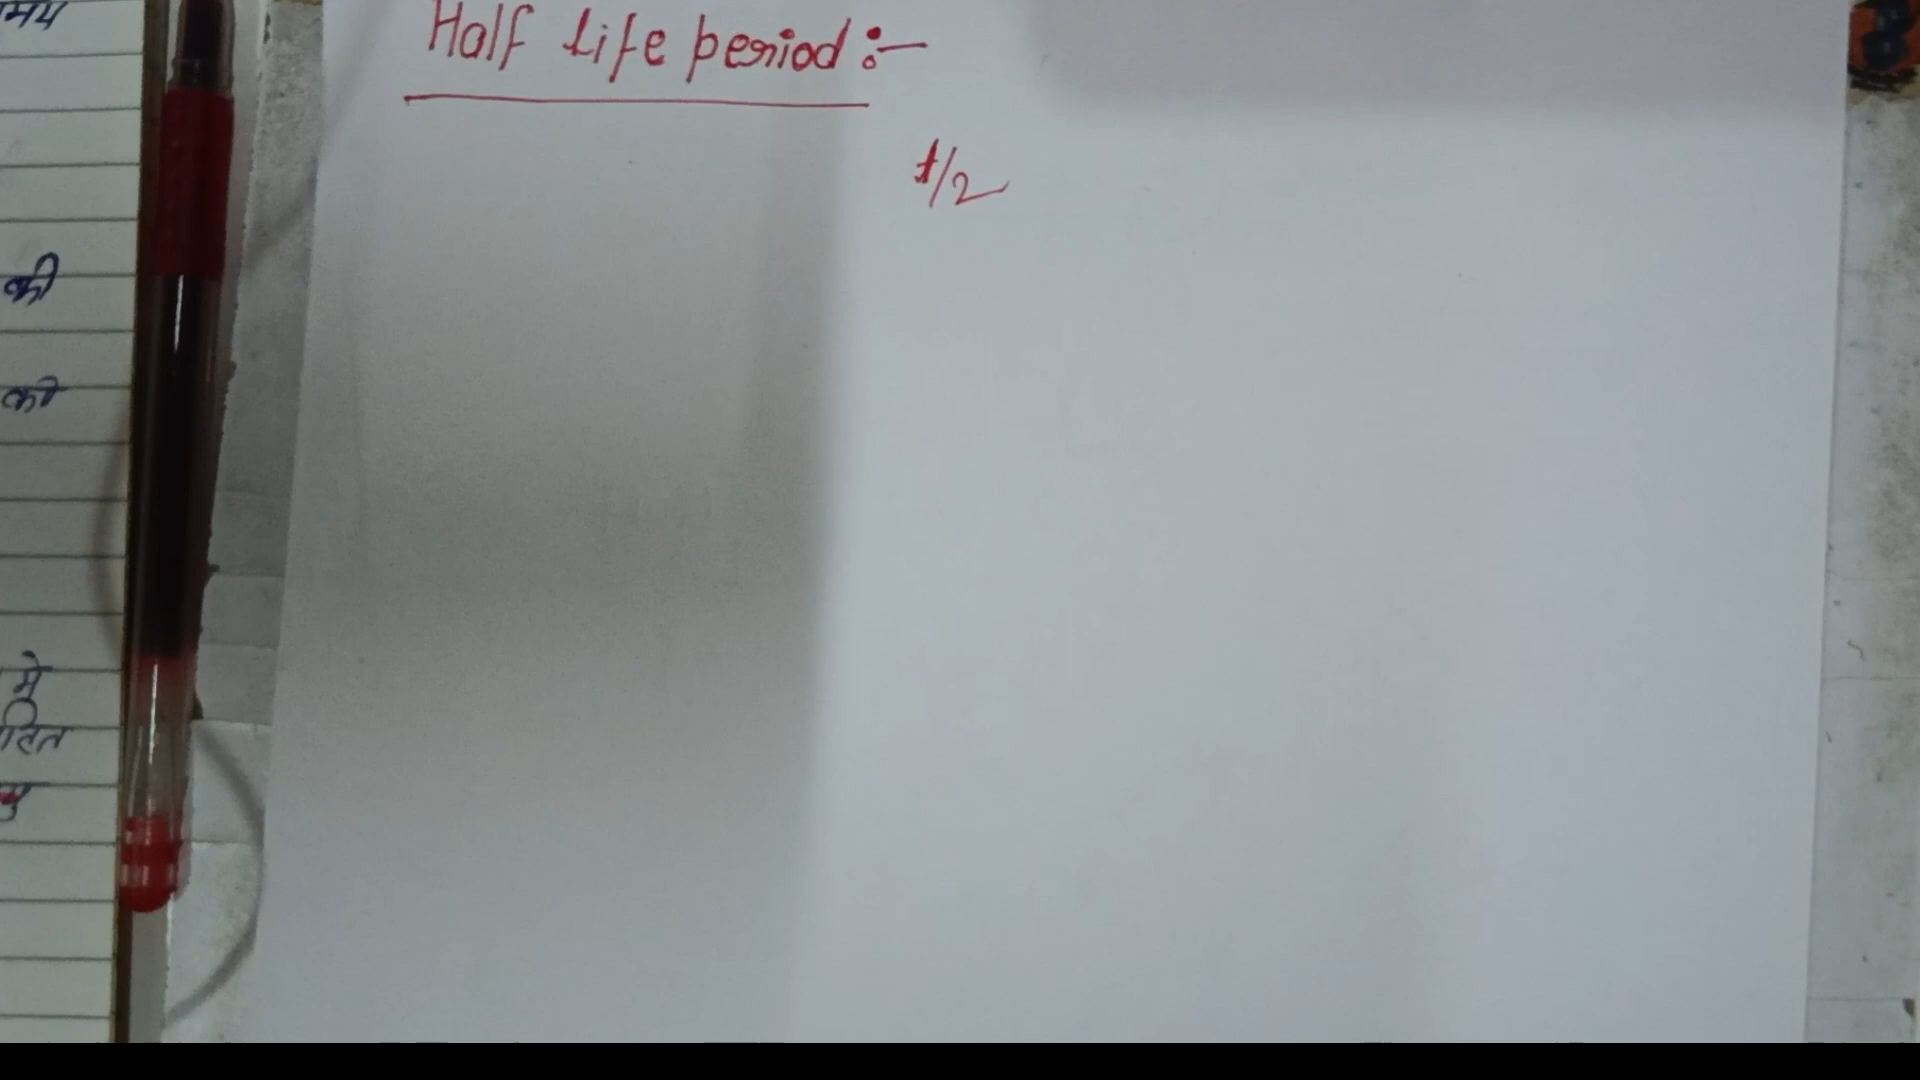 Half life period :-
t/2
की
को
में